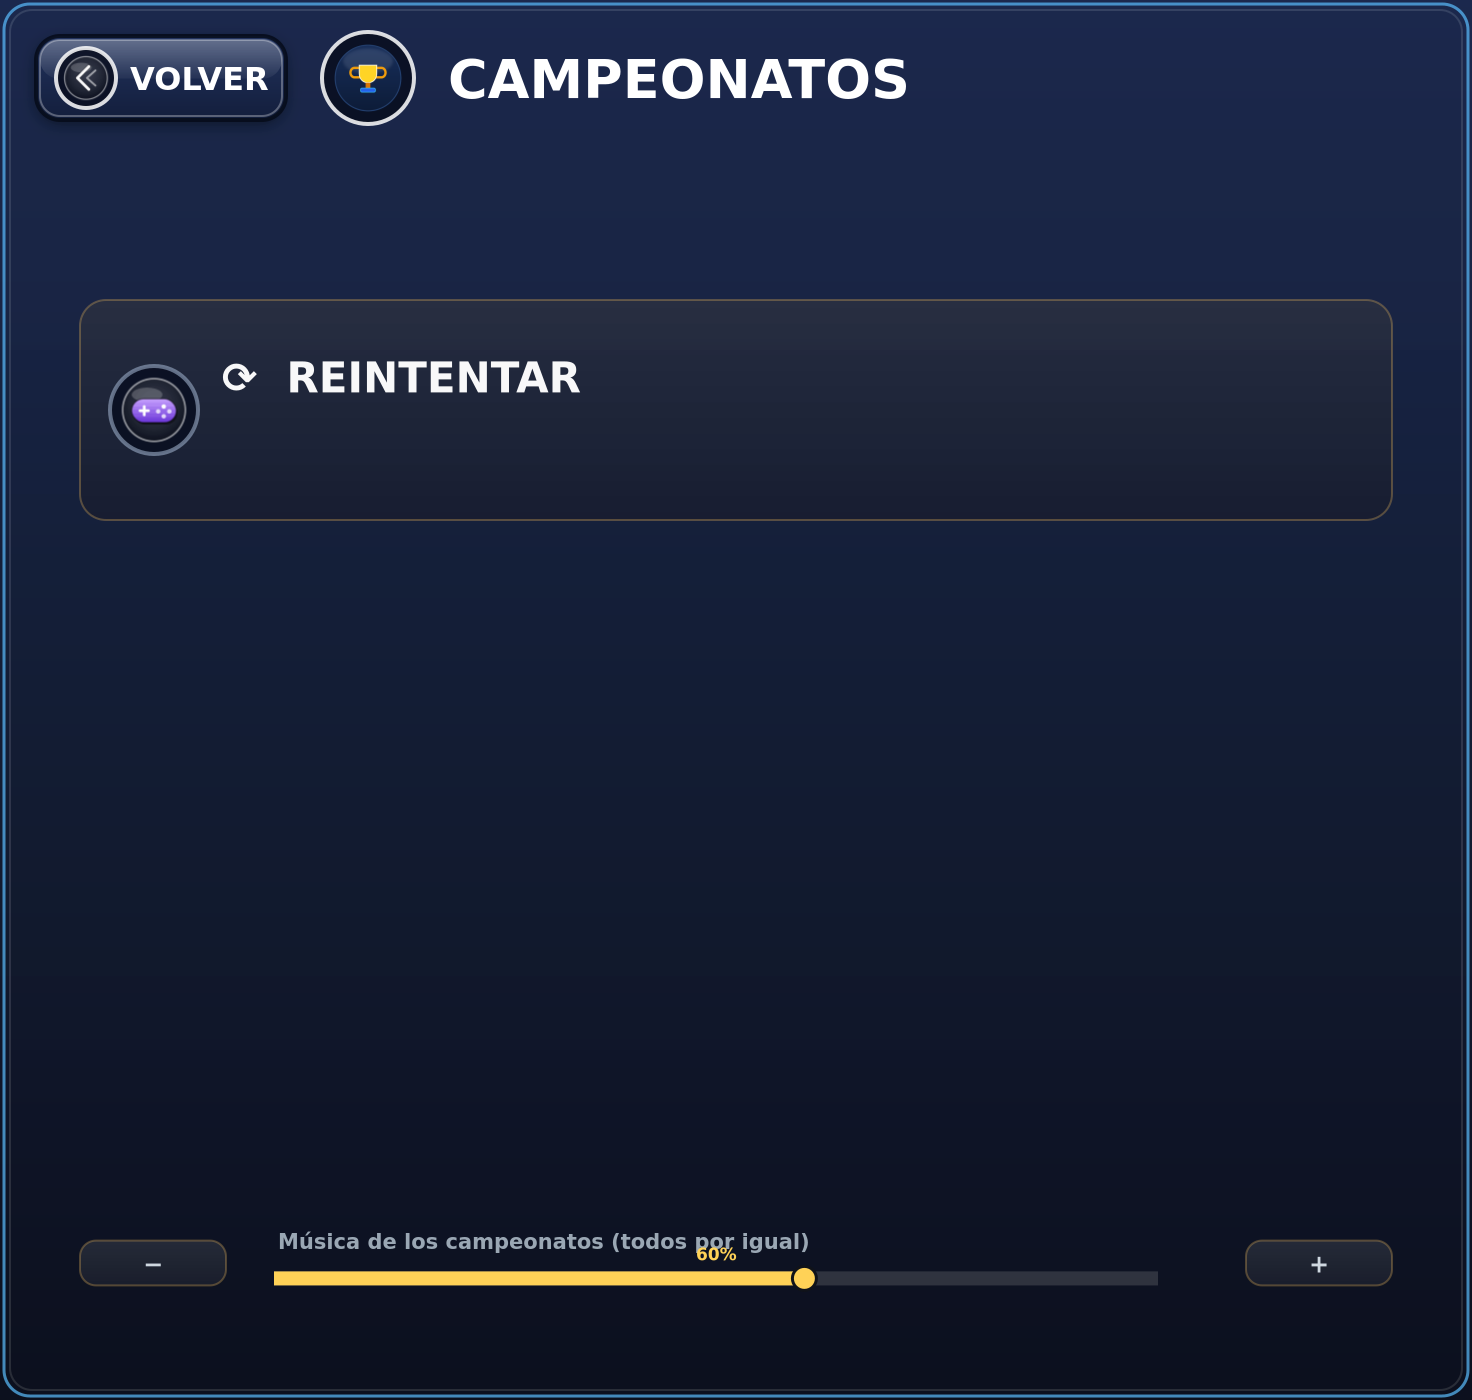 VOLVER
CAMPEONATOS
⟳ REINTENTAR
Música de los campeonatos (todos por igual)
60%
–
+